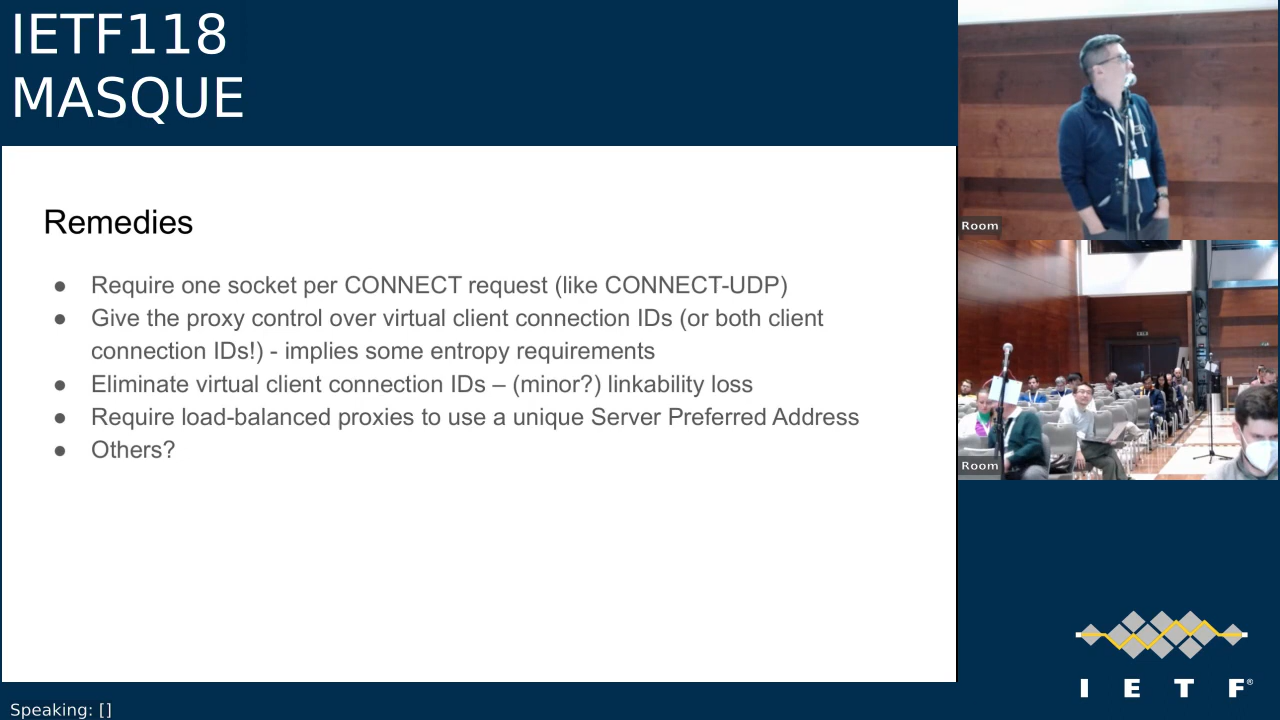 IETF118
MASQUE
Remedies
● Require one socket per CONNECT request (like CONNECT-UDP)
● Give the proxy control over virtual client connection IDs (or both client
connection IDs!) - implies some entropy requirements
● Eliminate virtual client connection IDs – (minor?) linkability loss
● Require load-balanced proxies to use a unique Server Preferred Address
● Others?
Room
Room
I E T F®
Speaking: []